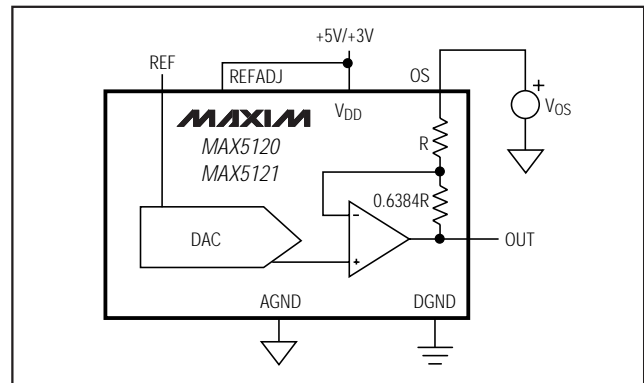 +5V/+3V
REF
REFADJ
OS
+
VOS
MAXIM
VDD
MAX5120
MAX5121
R
0.6384R
-
DAC
+
OUT
AGND
DGND